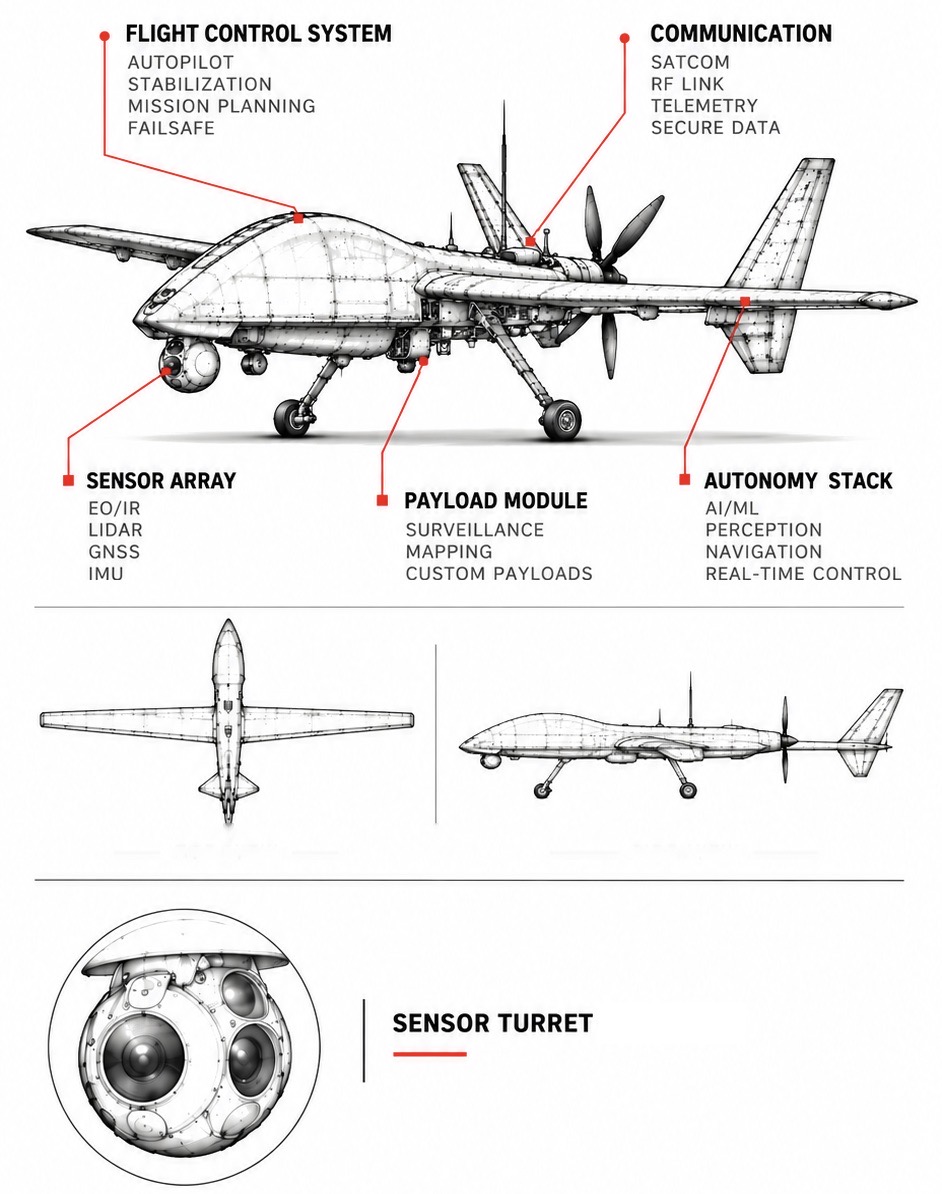 FLIGHT CONTROL SYSTEM
AUTOPILOT
STABILIZATION
MISSION PLANNING
FAILSAFE
COMMUNICATION
SATCOM
RF LINK
TELEMETRY
SECURE DATA
SENSOR ARRAY
EO/IR
LIDAR
GNSS
IMU
PAYLOAD MODULE
SURVEILLANCE
MAPPING
CUSTOM PAYLOADS
AUTONOMY STACK
AI/ML
PERCEPTION
NAVIGATION
REAL-TIME CONTROL
SENSOR TURRET